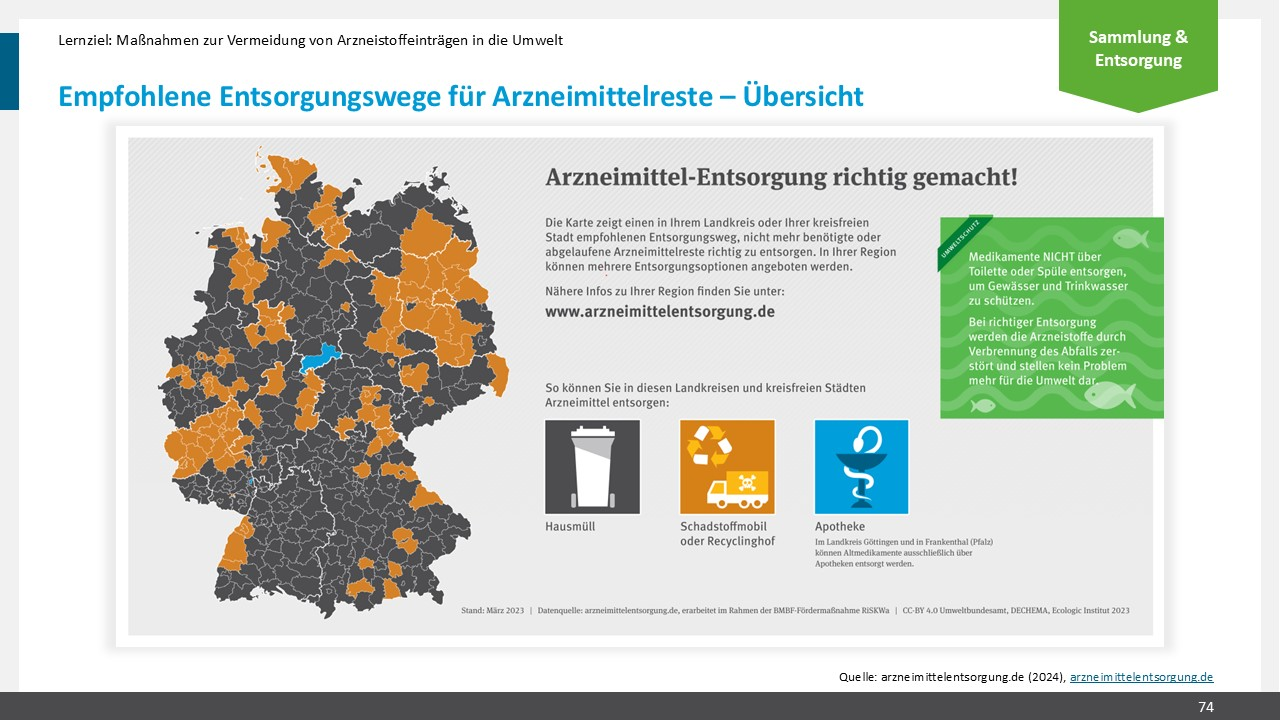 Lernziel: Maßnahmen zur Vermeidung von Arzneistoffeinträgen in die Umwelt
Sammlung &
Entsorgung
Empfohlene Entsorgungswege für Arzneimittelreste – Übersicht
Arzneimittel-Entsorgung richtig gemacht!
Die Karte zeigt einen in Ihrem Landkreis oder Ihrer kreisfreien
Stadt empfohlenen Entsorgungsweg, nicht mehr benötigte oder
abgelaufene Arzneimittelreste richtig zu entsorgen. In Ihrer Region
können mehrere Entsorgungsoptionen angeboten werden.
Nähere Infos zu Ihrer Region finden Sie unter:
www.arzneimittelentsorgung.de
UMWELTSCHUTZ
Medikamente NICHT über
Toilette oder Spüle entsorgen,
um Gewässer und Trinkwasser
zu schützen.
Bei richtiger Entsorgung
werden die Arzneistoffe durch
Verbrennung des Abfalls zer-
stört und stellen kein Problem
mehr für die Umwelt dar.
So können Sie in diesen Landkreisen und kreisfreien Städten
Arzneimittel entsorgen:
Hausmüll
Schadstoffmobil
oder Recyclinghof
Apotheke
Im Landkreis Göttingen und in Frankenthal (Pfalz)
können Altmedikamente ausschließlich über
Apotheken entsorgt werden.
Stand: März 2023 | Datenquelle: arzneimittelentsorgung.de, erarbeitet im Rahmen der BMBF-Fördermaßnahme RiSKWa | CC-BY 4.0 Umweltbundesamt, DECHEMA, Ecologic Institut 2023
Quelle: arzneimittelentsorgung.de (2024), arzneimittelentsorgung.de
74